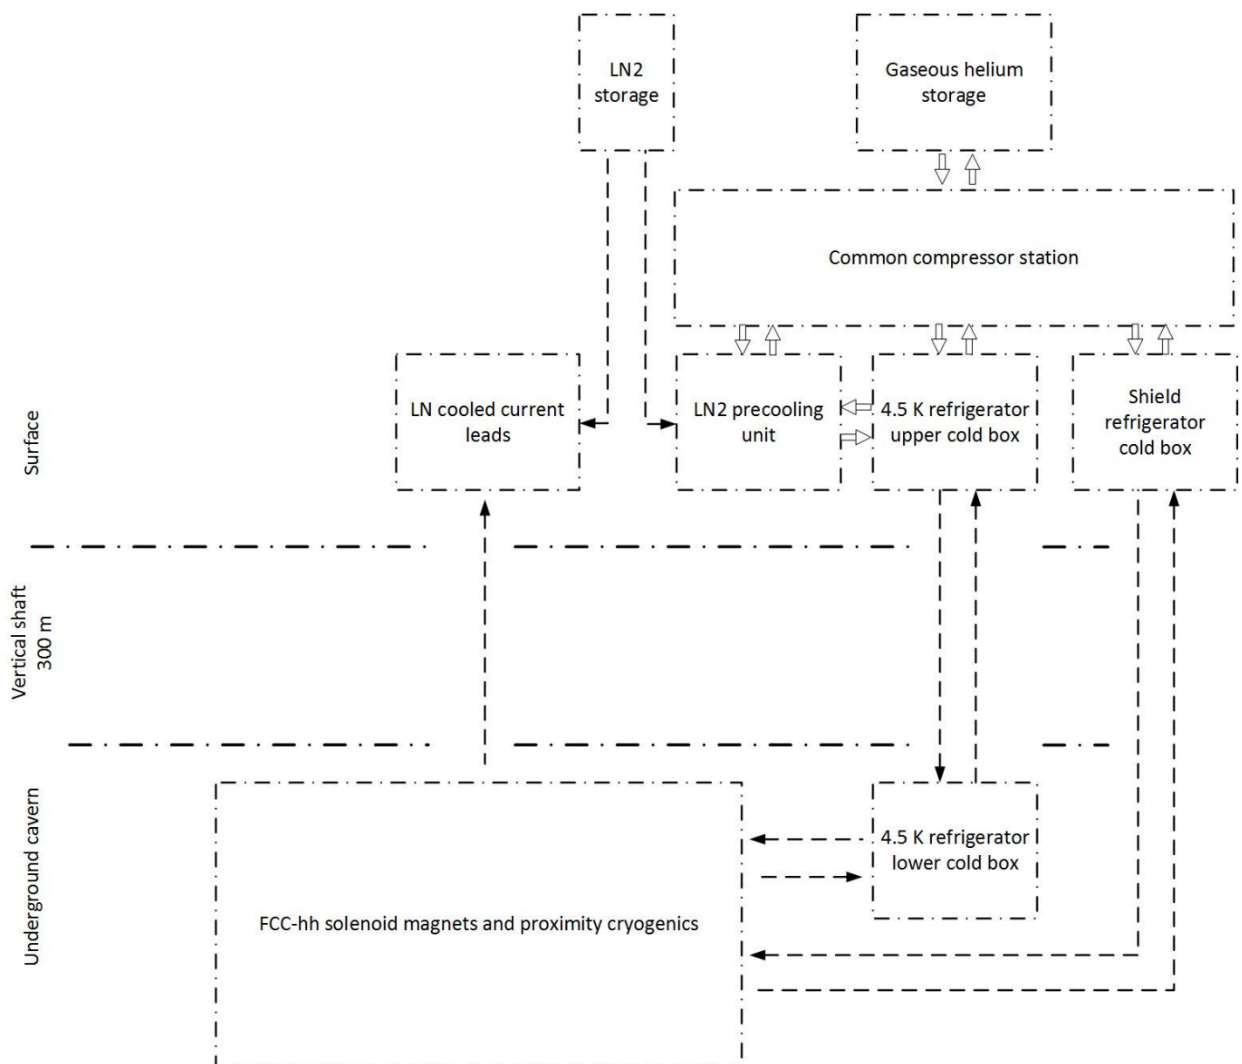 LN2
storage
Gaseous helium
storage
Common compressor station
LN cooled current
leads
LN2 precooling
unit
4.5 K refrigerator
upper cold box
Shield
refrigerator
cold box
Surface
Vertical shaft
300 m
Underground cavern
4.5 K refrigerator
lower cold box
FCC-hh solenoid magnets and proximity cryogenics